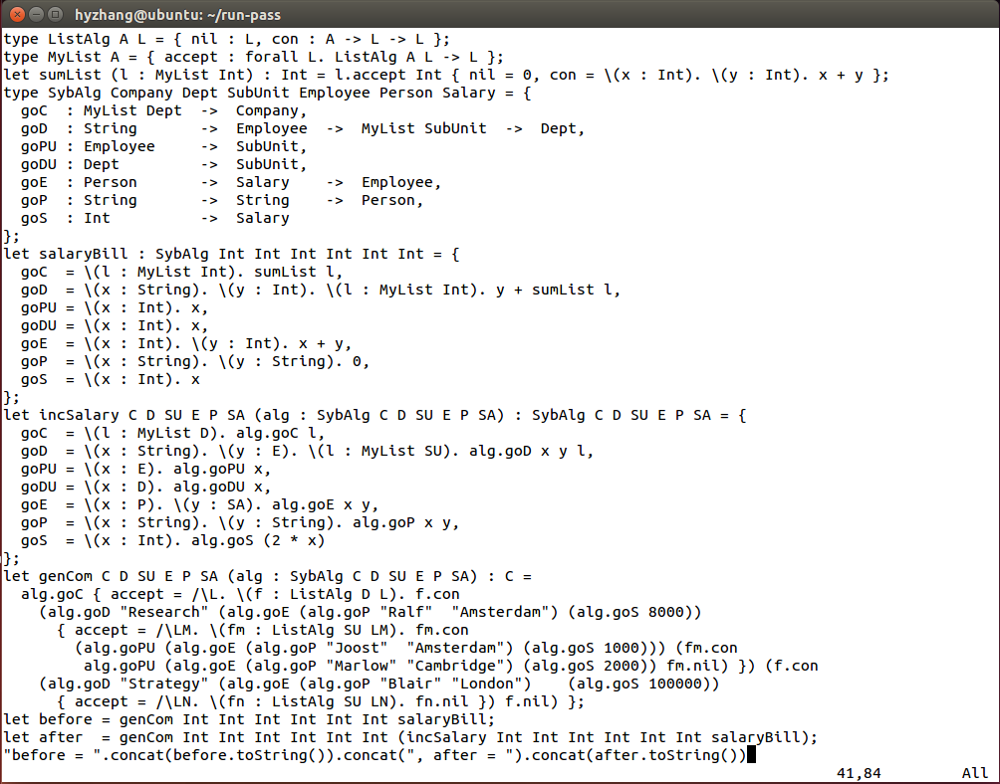 hyzhang@ubuntu: ~/run-pass
type ListAlg A L = { nil : L, con : A -> L -> L };
type MyList A = { accept : forall L. ListAlg A L -> L };
let sumList (l : MyList Int) : Int = l.accept Int { nil = 0, con = \(x : Int). \(y : Int). x + y };
type SybAlg Company Dept SubUnit Employee Person Salary = {
  goC  : MyList Dept  ->  Company,
  goD  : String       ->  Employee  ->  MyList SubUnit  ->  Dept,
  goPU : Employee     ->  SubUnit,
  goDU : Dept         ->  SubUnit,
  goE  : Person       ->  Salary    ->  Employee,
  goP  : String       ->  String    ->  Person,
  goS  : Int          ->  Salary
};
let salaryBill : SybAlg Int Int Int Int Int Int = {
  goC  = \(l : MyList Int). sumList l,
  goD  = \(x : String). \(y : Int). \(l : MyList Int). y + sumList l,
  goPU = \(x : Int). x,
  goDU = \(x : Int). x,
  goE  = \(x : Int). \(y : Int). x + y,
  goP  = \(x : String). \(y : String). 0,
  goS  = \(x : Int). x
};
let incSalary C D SU E P SA (alg : SybAlg C D SU E P SA) : SybAlg C D SU E P SA = {
  goC  = \(l : MyList D). alg.goC l,
  goD  = \(x : String). \(y : E). \(l : MyList SU). alg.goD x y l,
  goPU = \(x : E). alg.goPU x,
  goDU = \(x : D). alg.goDU x,
  goE  = \(x : P). \(y : SA). alg.goE x y,
  goP  = \(x : String). \(y : String). alg.goP x y,
  goS  = \(x : Int). alg.goS (2 * x)
};
let genCom C D SU E P SA (alg : SybAlg C D SU E P SA) : C =
  alg.goC { accept = /\L. \(f : ListAlg D L). f.con
    (alg.goD "Research" (alg.goE (alg.goP "Ralf"  "Amsterdam") (alg.goS 8000))
      { accept = /\LM. \(fm : ListAlg SU LM). fm.con
        (alg.goPU (alg.goE (alg.goP "Joost"  "Amsterdam") (alg.goS 1000))) (fm.con
         alg.goPU (alg.goE (alg.goP "Marlow" "Cambridge") (alg.goS 2000)) fm.nil) }) (f.con
    (alg.goD "Strategy" (alg.goE (alg.goP "Blair" "London")    (alg.goS 100000))
      { accept = /\LN. \(fn : ListAlg SU LN). fn.nil }) f.nil) };
let before = genCom Int Int Int Int Int Int salaryBill;
let after  = genCom Int Int Int Int Int Int (incSalary Int Int Int Int Int Int salaryBill);
"before = ".concat(before.toString()).concat(", after = ").concat(after.toString())
41,84 All